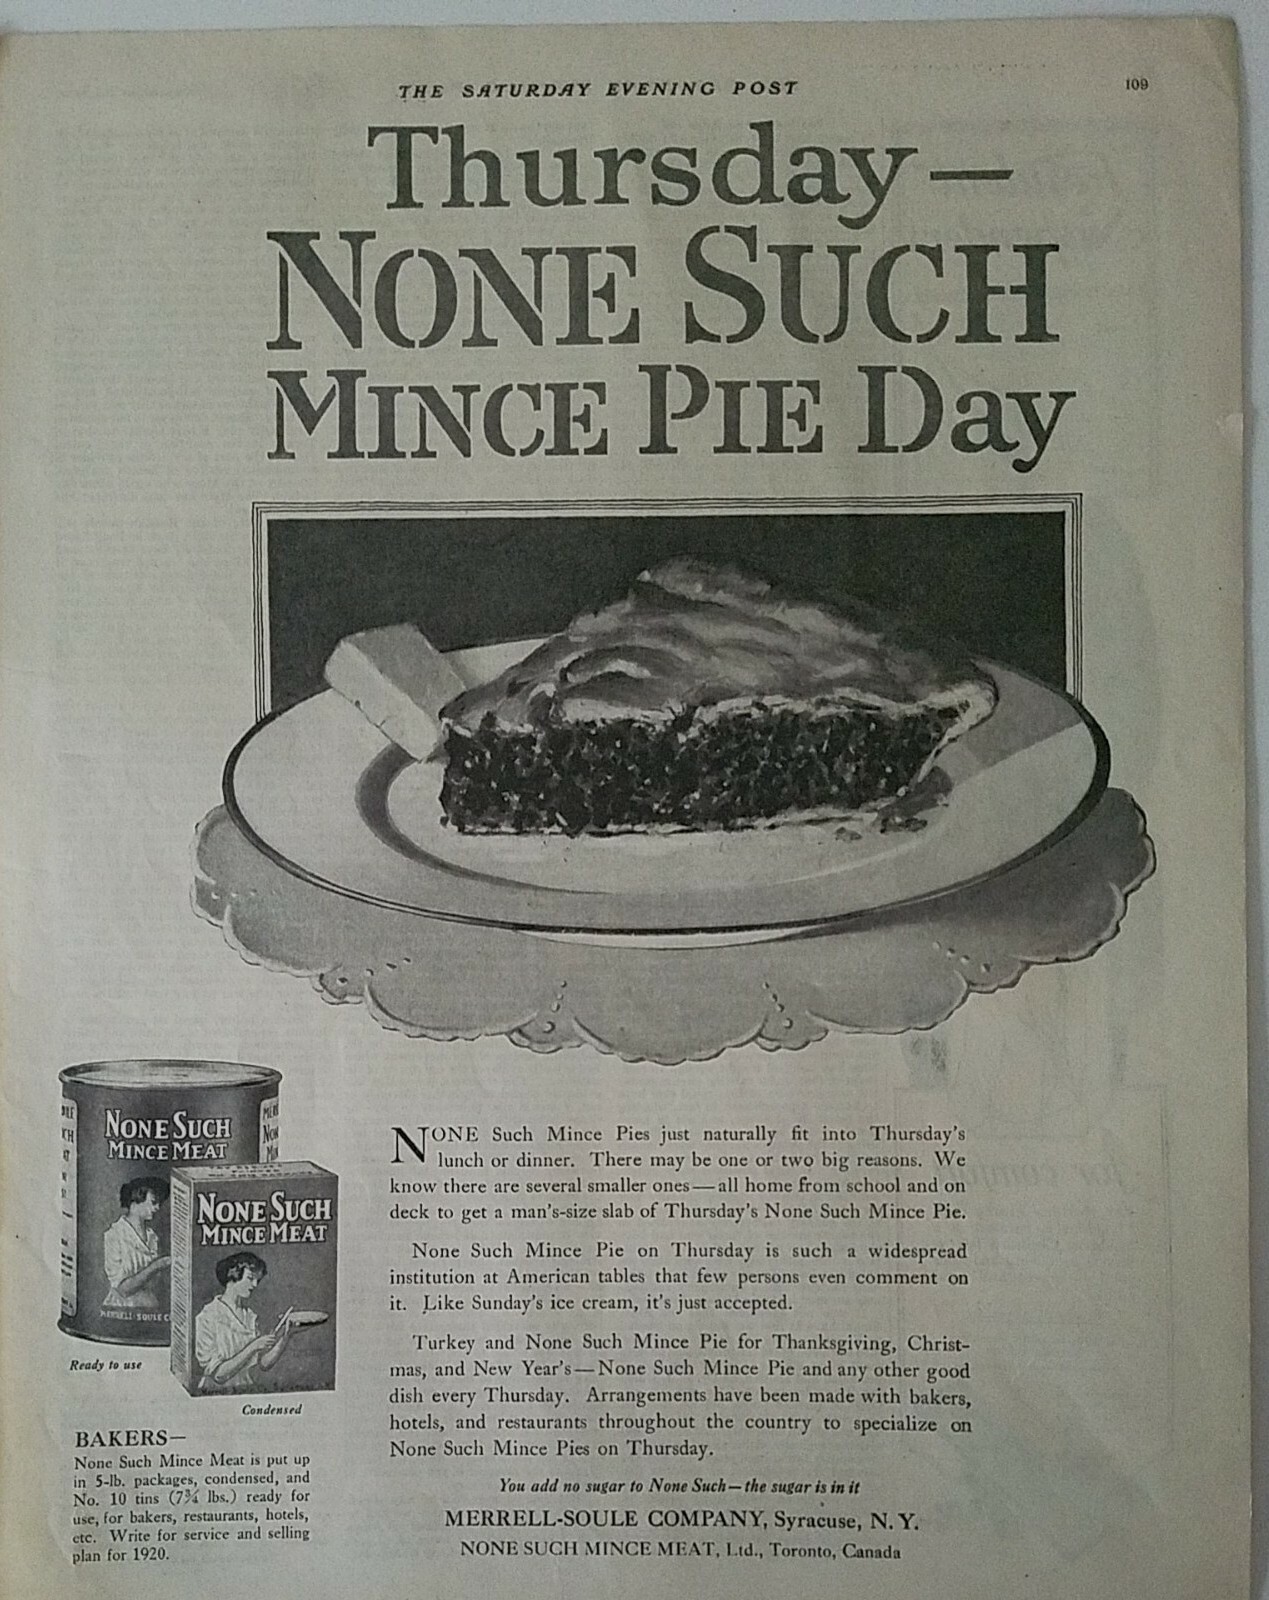 THE SATURDAY EVENING POST
109
Thursday—
NONE SUCH
MINCE PIE Day
NONE SUCH
MINCE MEAT
MERRELL-SOULE C
NONE SUCH
MINCE MEAT
Ready to use
Condensed
BAKERS—
None Such Mince Meat is put up
in 5-lb. packages, condensed, and
No. 10 tins (7¾ lbs.) ready for
use, for bakers, restaurants, hotels,
etc. Write for service and selling
plan for 1920.
NONE Such Mince Pies just naturally fit into Thursday's
lunch or dinner. There may be one or two big reasons. We
know there are several smaller ones—all home from school and on
deck to get a man's-size slab of Thursday's None Such Mince Pie.
None Such Mince Pie on Thursday is such a widespread
institution at American tables that few persons even comment on
it. Like Sunday's ice cream, it's just accepted.
Turkey and None Such Mince Pie for Thanksgiving, Christ-
mas, and New Year's—None Such Mince Pie and any other good
dish every Thursday. Arrangements have been made with bakers,
hotels, and restaurants throughout the country to specialize on
None Such Mince Pies on Thursday.
You add no sugar to None Such—the sugar is in it
MERRELL-SOULE COMPANY, Syracuse, N. Y.
NONE SUCH MINCE MEAT, Ltd., Toronto, Canada